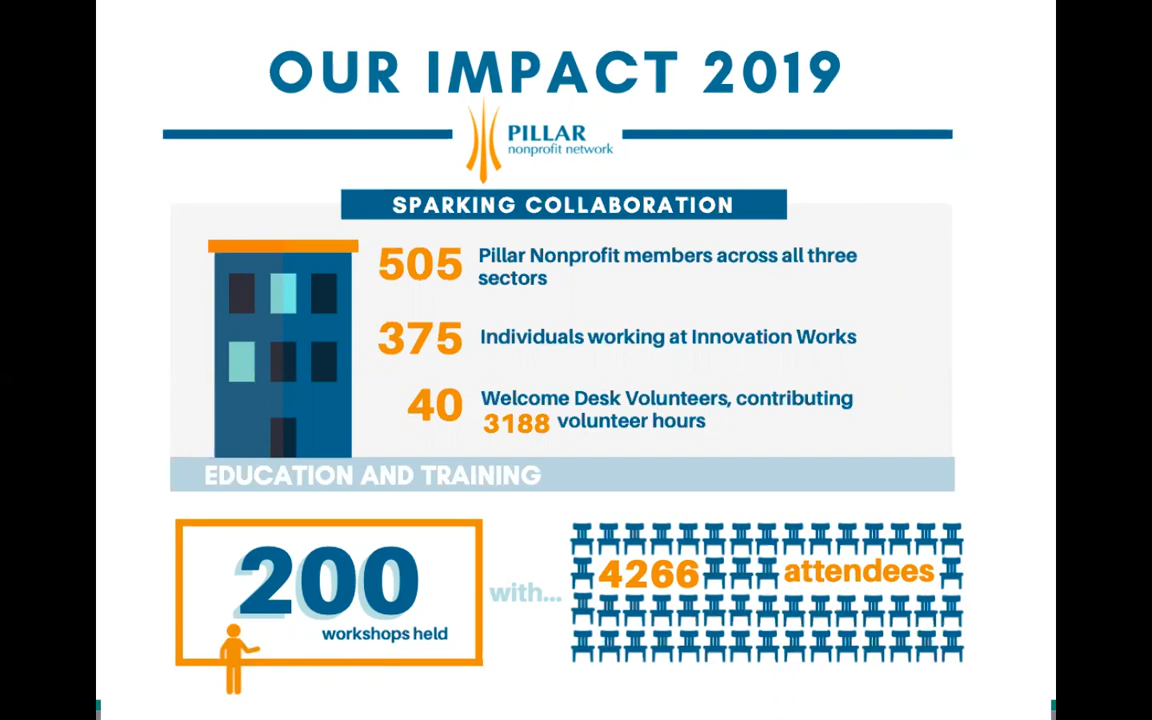 OUR IMPACT 2019
PILLAR
nonprofit network
SPARKING COLLABORATION
505 Pillar Nonprofit members across all three
sectors
375 Individuals working at Innovation Works
40 Welcome Desk Volunteers, contributing
3188 volunteer hours
EDUCATION AND TRAINING
200
workshops held
with...
4266 attendees